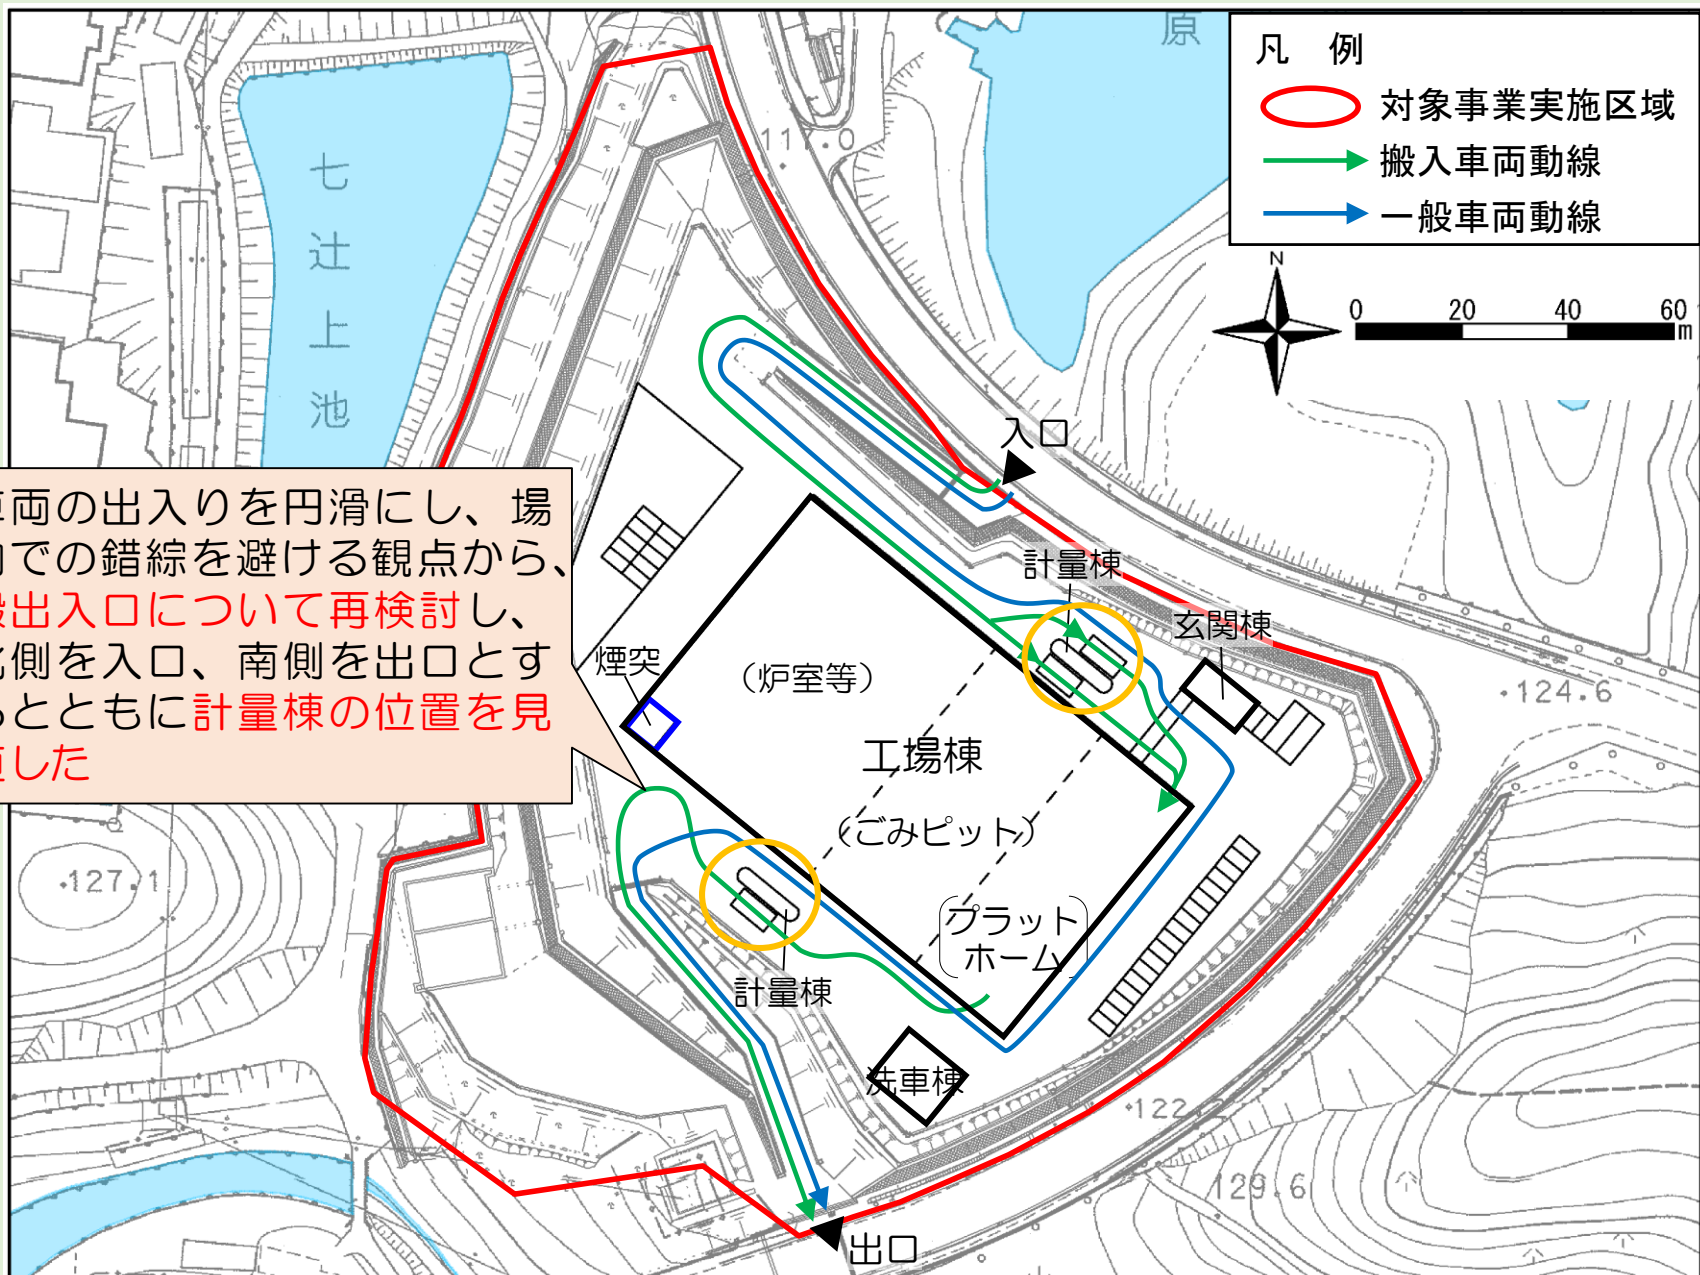 原
凡　例
対象事業実施区域
搬入車両動線
一般車両動線
N
0 20 40 60
m
117.0
七
辻
上
池
入口
両の出入りを円滑にし、場
での錯綜を避ける観点から、
出入口について再検討し、
側を入口、南側を出口とす
とともに計量棟の位置を見
した
計量棟
玄関棟
煙突
(炉室等)
・124.6
工場棟
(ごみピット)
・127.1
プラット
ホーム
計量棟
洗車棟
・122.
129.6
出口